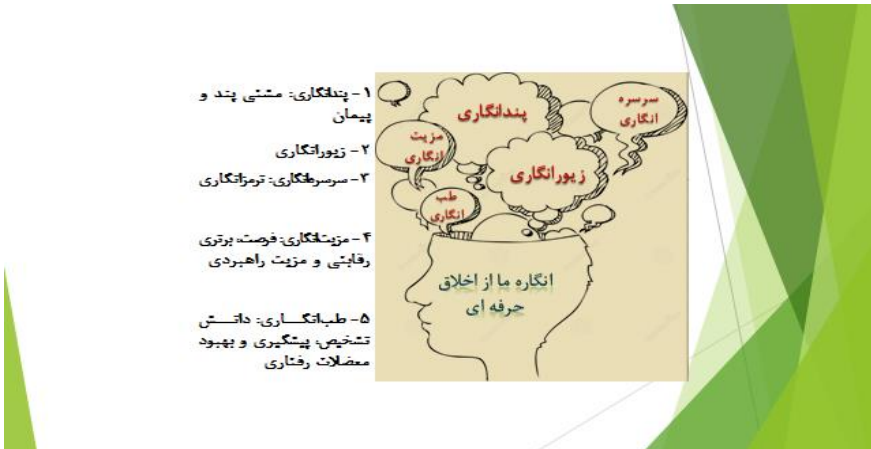 ۱- پندانگاری: مشتی پند و
پیمان
۲- زیورانگاری
۳- سرسره‌انگاری: ترمزانگاری
۴- مزیت‌انگاری: فرصت، برتری
رقابتی و مزیت راهبردی
۵- طب‌انگاری: دانش
تشخیص، پیشگیری و بهبود
معضلات رفتاری
سرسره
انگاری
پندانگاری
مزیت
انگاری
زیورانگاری
طب
انگاری
انگاره ما از اخلاق
حرفه ای